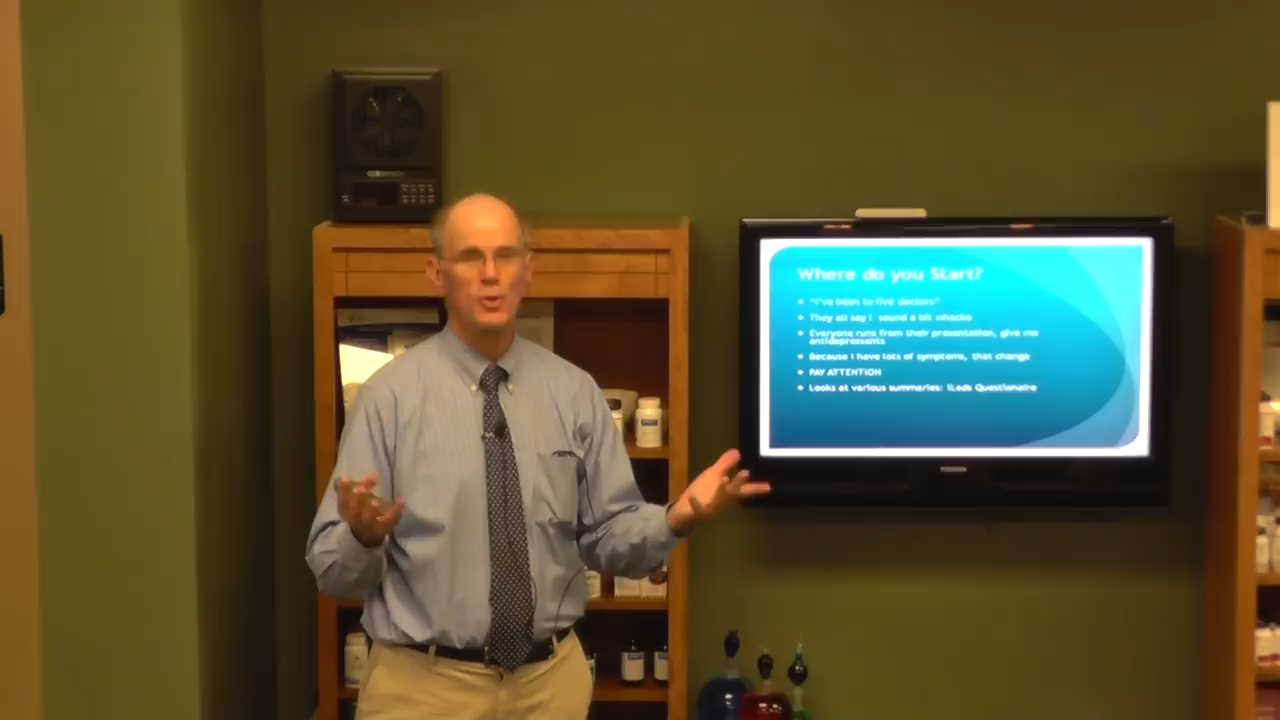 Where do you Start?
"I've been to five doctors"
They all say I sound a bit whacko
Everyone runs from their presentation, give me
antidepressants
Because I have lots of symptoms, that change
PAY ATTENTION
Looks at various summaries: ILads Questionaire